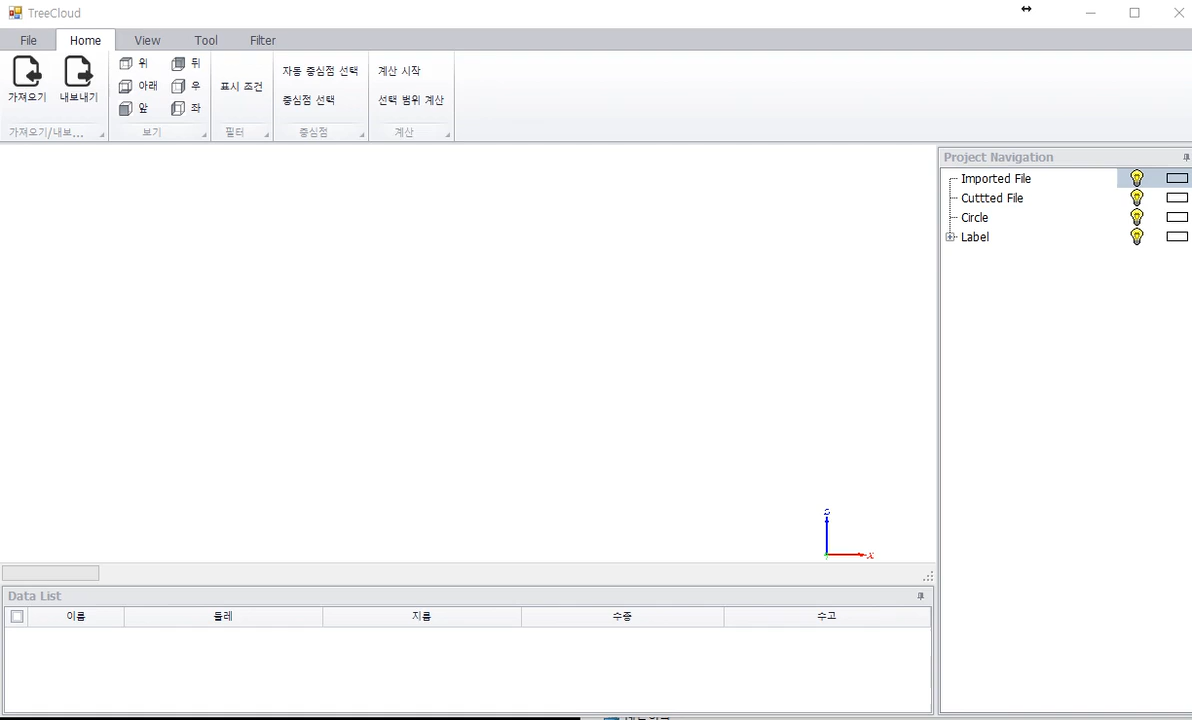 TreeCloud
File Home View Tool Filter
위 뒤
아래 우
앞 좌
가져오기 내보내기
표시 조건
자동 중심점 선택
중심점 선택
계산 시작
선택 범위 계산
가져오기/내보... 보기 필터 중심점 계산
Project Navigation
Imported File
Cuttted File
Circle
Label
z
x
Data List
이름 둘레 지름 수종 수고